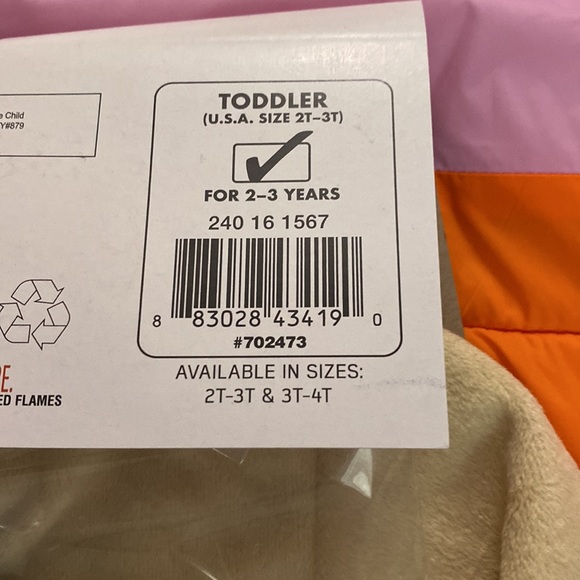 Child
Y#879
TODDLER
(U.S.A. SIZE 2T-3T)
FOR 2-3 YEARS
240 16 1567
8 83028 43419 0
#702473
AVAILABLE IN SIZES:
2T-3T & 3T-4T
FLAMES